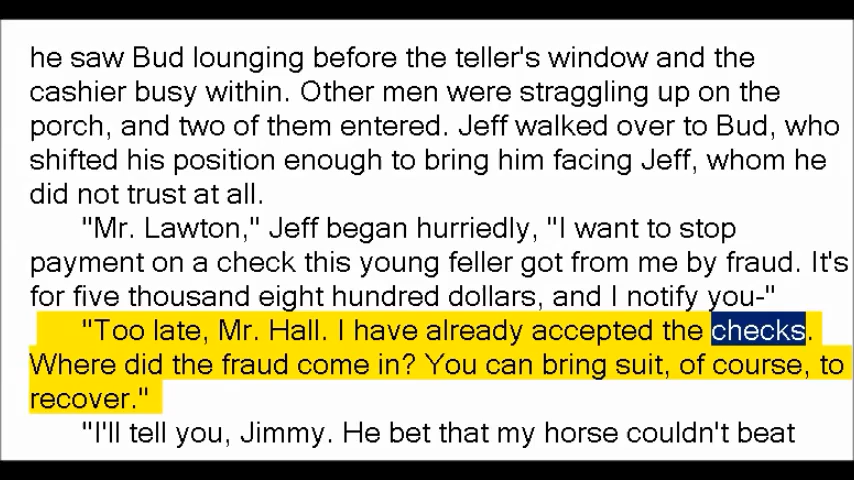 he saw Bud lounging before the teller's window and the
cashier busy within. Other men were straggling up on the
porch, and two of them entered. Jeff walked over to Bud, who
shifted his position enough to bring him facing Jeff, whom he
did not trust at all.
"Mr. Lawton," Jeff began hurriedly, "I want to stop
payment on a check this young feller got from me by fraud. It's
for five thousand eight hundred dollars, and I notify you-"
"Too late, Mr. Hall. I have already accepted the checks.
Where did the fraud come in? You can bring suit, of course, to
recover."
"I'll tell you, Jimmy. He bet that my horse couldn't beat